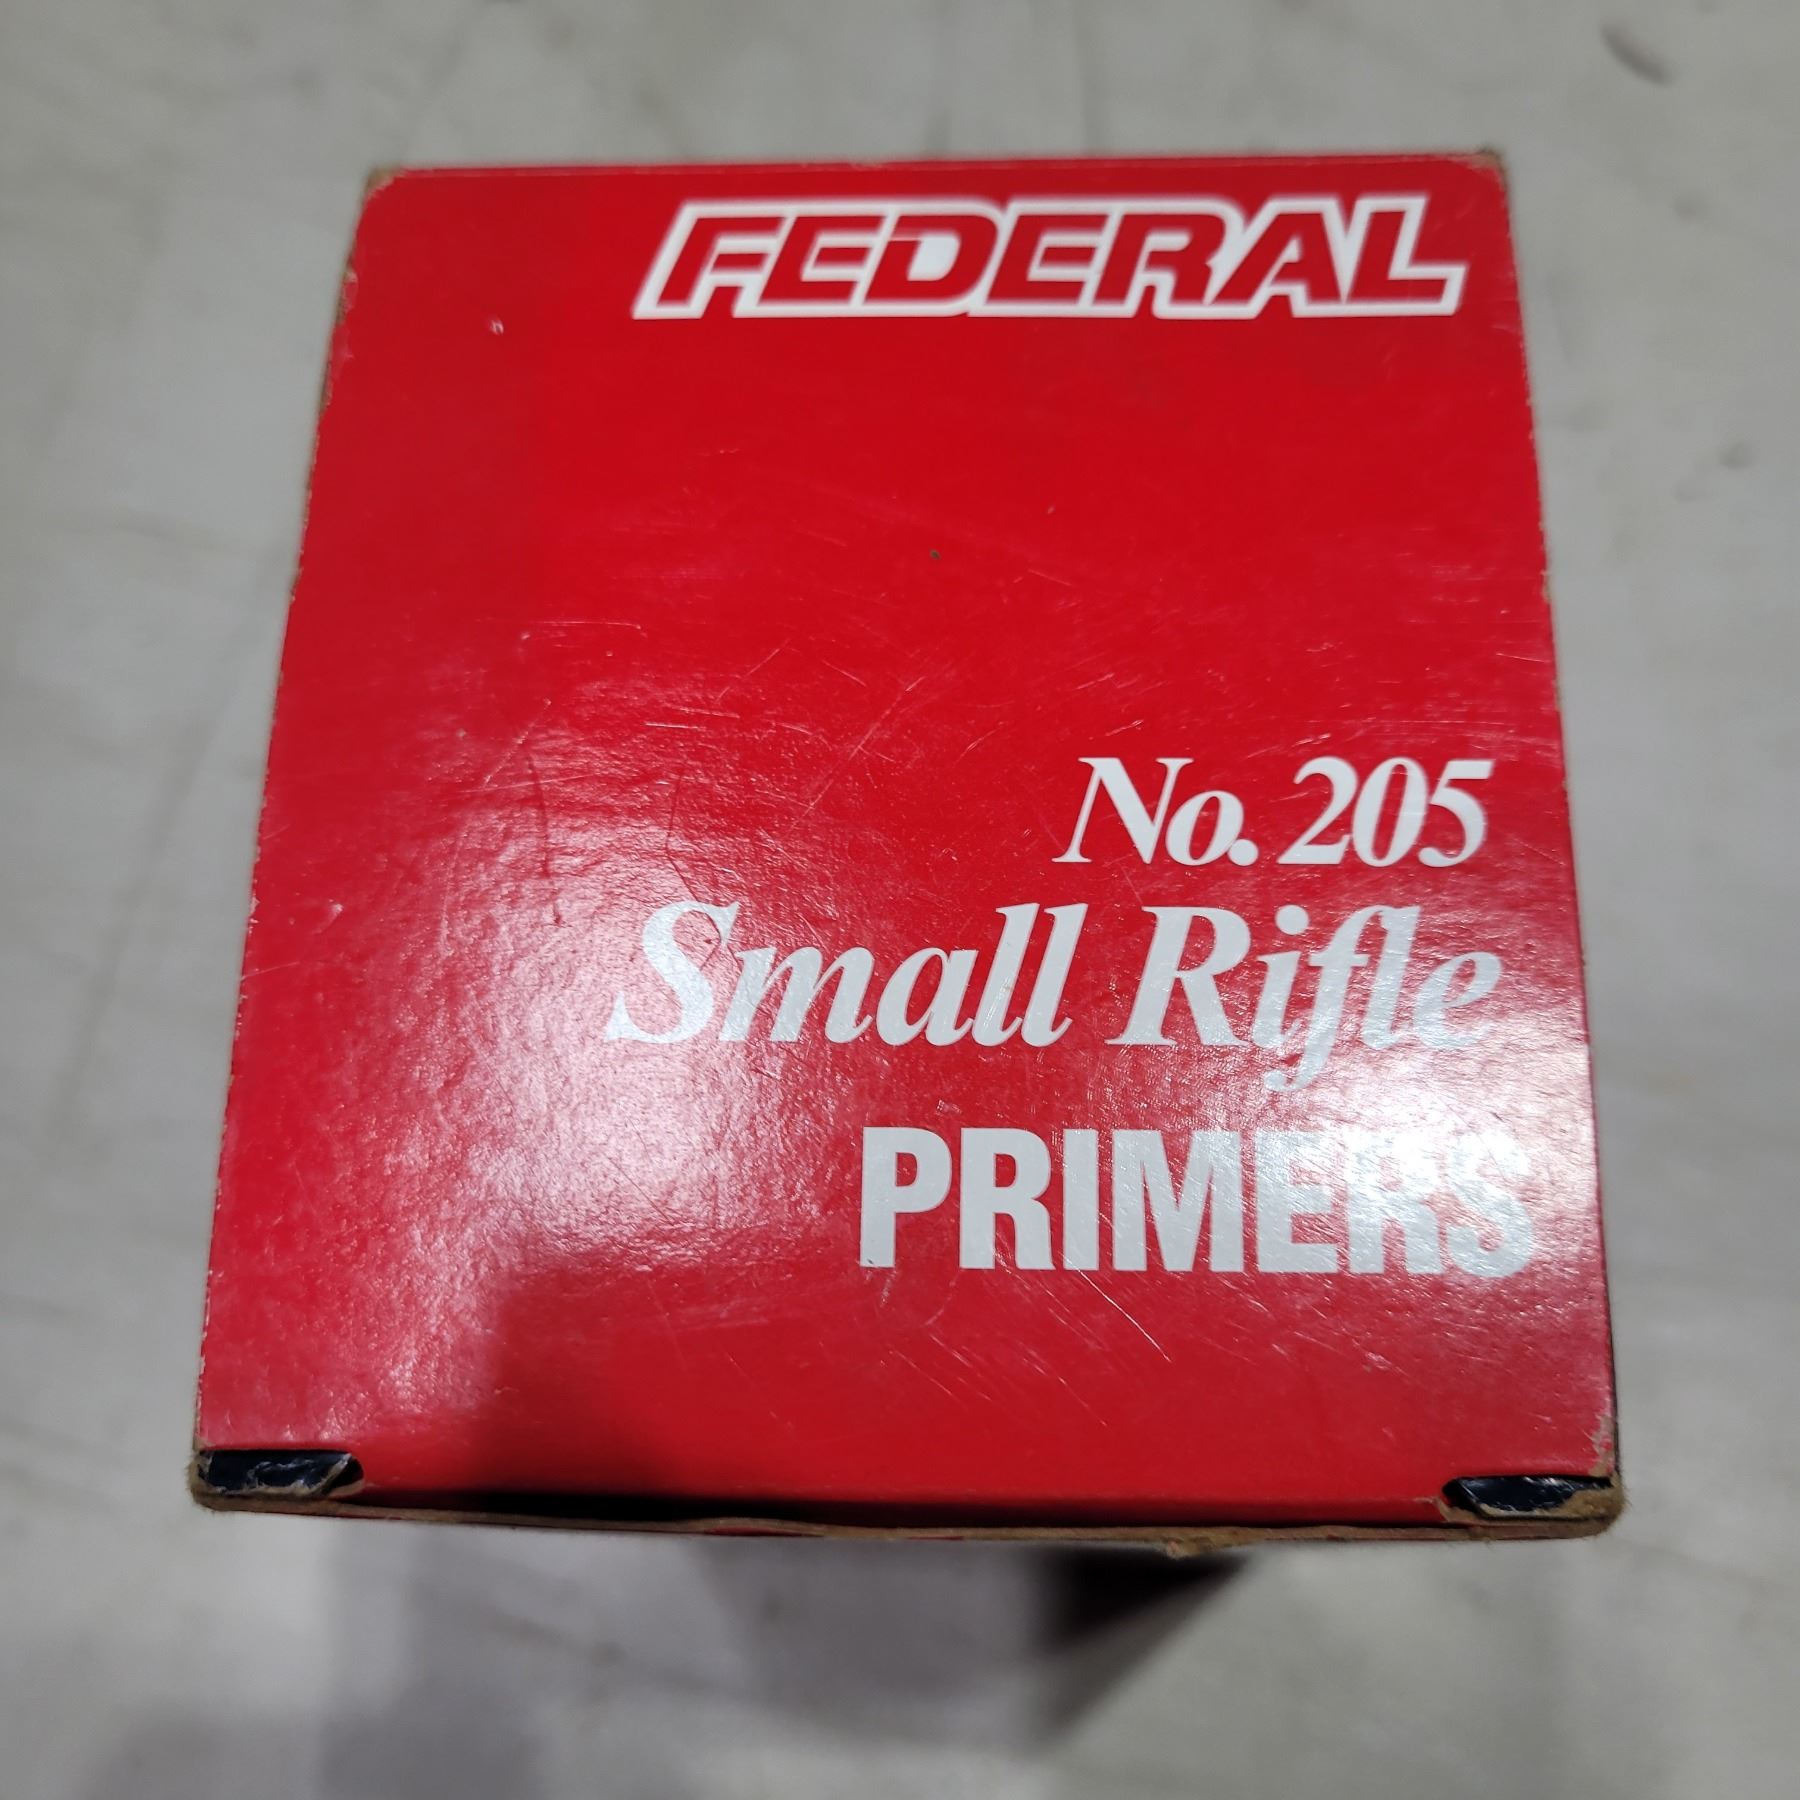 FEDERAL
No. 205
Small Rifle
PRIMERS